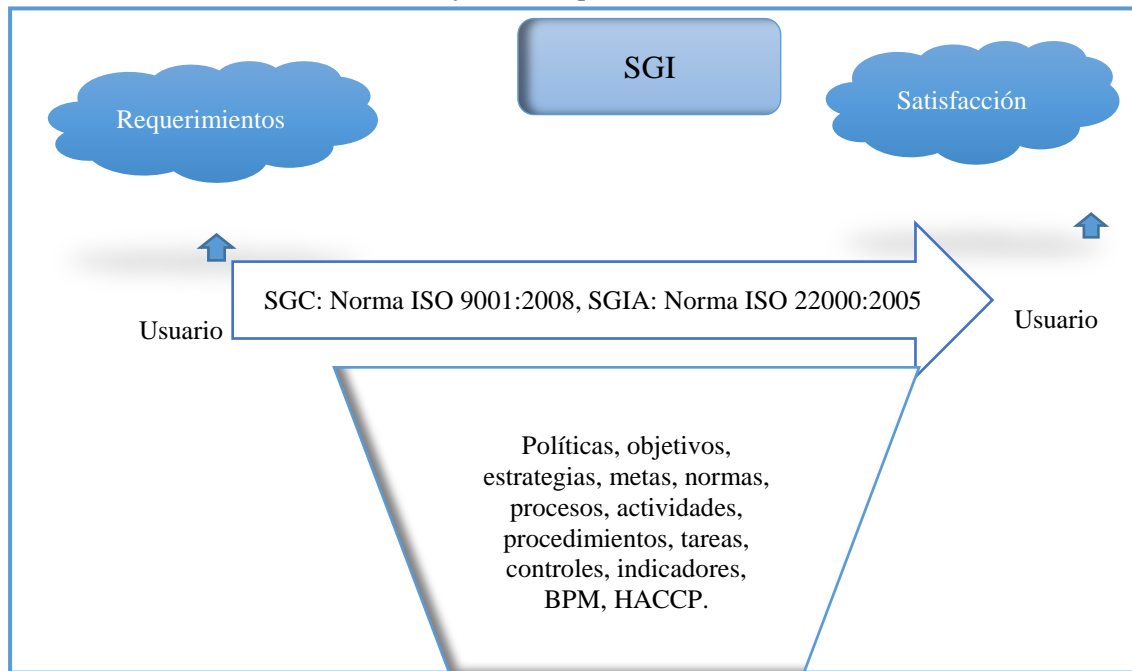 SGI
Requerimientos
Satisfacción
SGC: Norma ISO 9001:2008, SGIA: Norma ISO 22000:2005
Usuario
Usuario
Políticas, objetivos,
estrategias, metas, normas,
procesos, actividades,
procedimientos, tareas,
controles, indicadores,
BPM, HACCP.